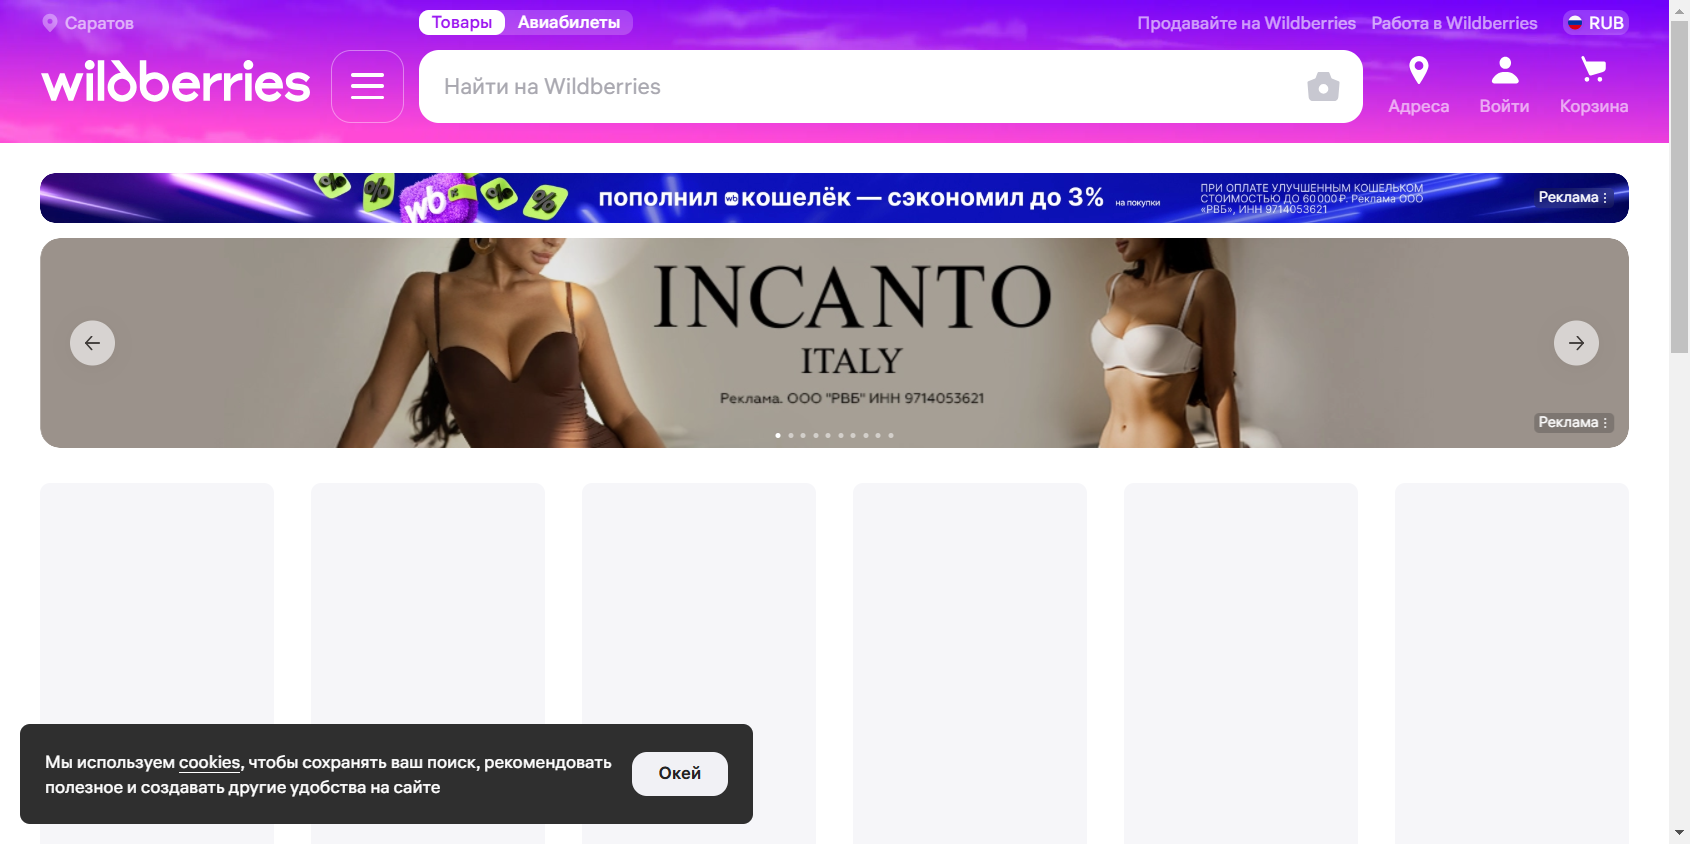 Саратов
Товары
Авиабилеты
Продавайте на Wildberries
Работа в Wildberries
RUB
wildberries
Найти на Wildberries
Адреса
Войти
Корзина
wb
пополнил wb кошелёк — сэкономил до 3% на покупки
ПРИ ОПЛАТЕ УЛУЧШЕННЫМ КОШЕЛЬКОМ
СТОИМОСТЬЮ ДО 60 000 ₽. Реклама ООО
«РВБ», ИНН 9714053621
Реклама
INCANTO
ITALY
Реклама. ООО "РВБ" ИНН 9714053621
Реклама
Мы используем cookies, чтобы сохранять ваш поиск, рекомендовать
полезное и создавать другие удобства на сайте
Окей